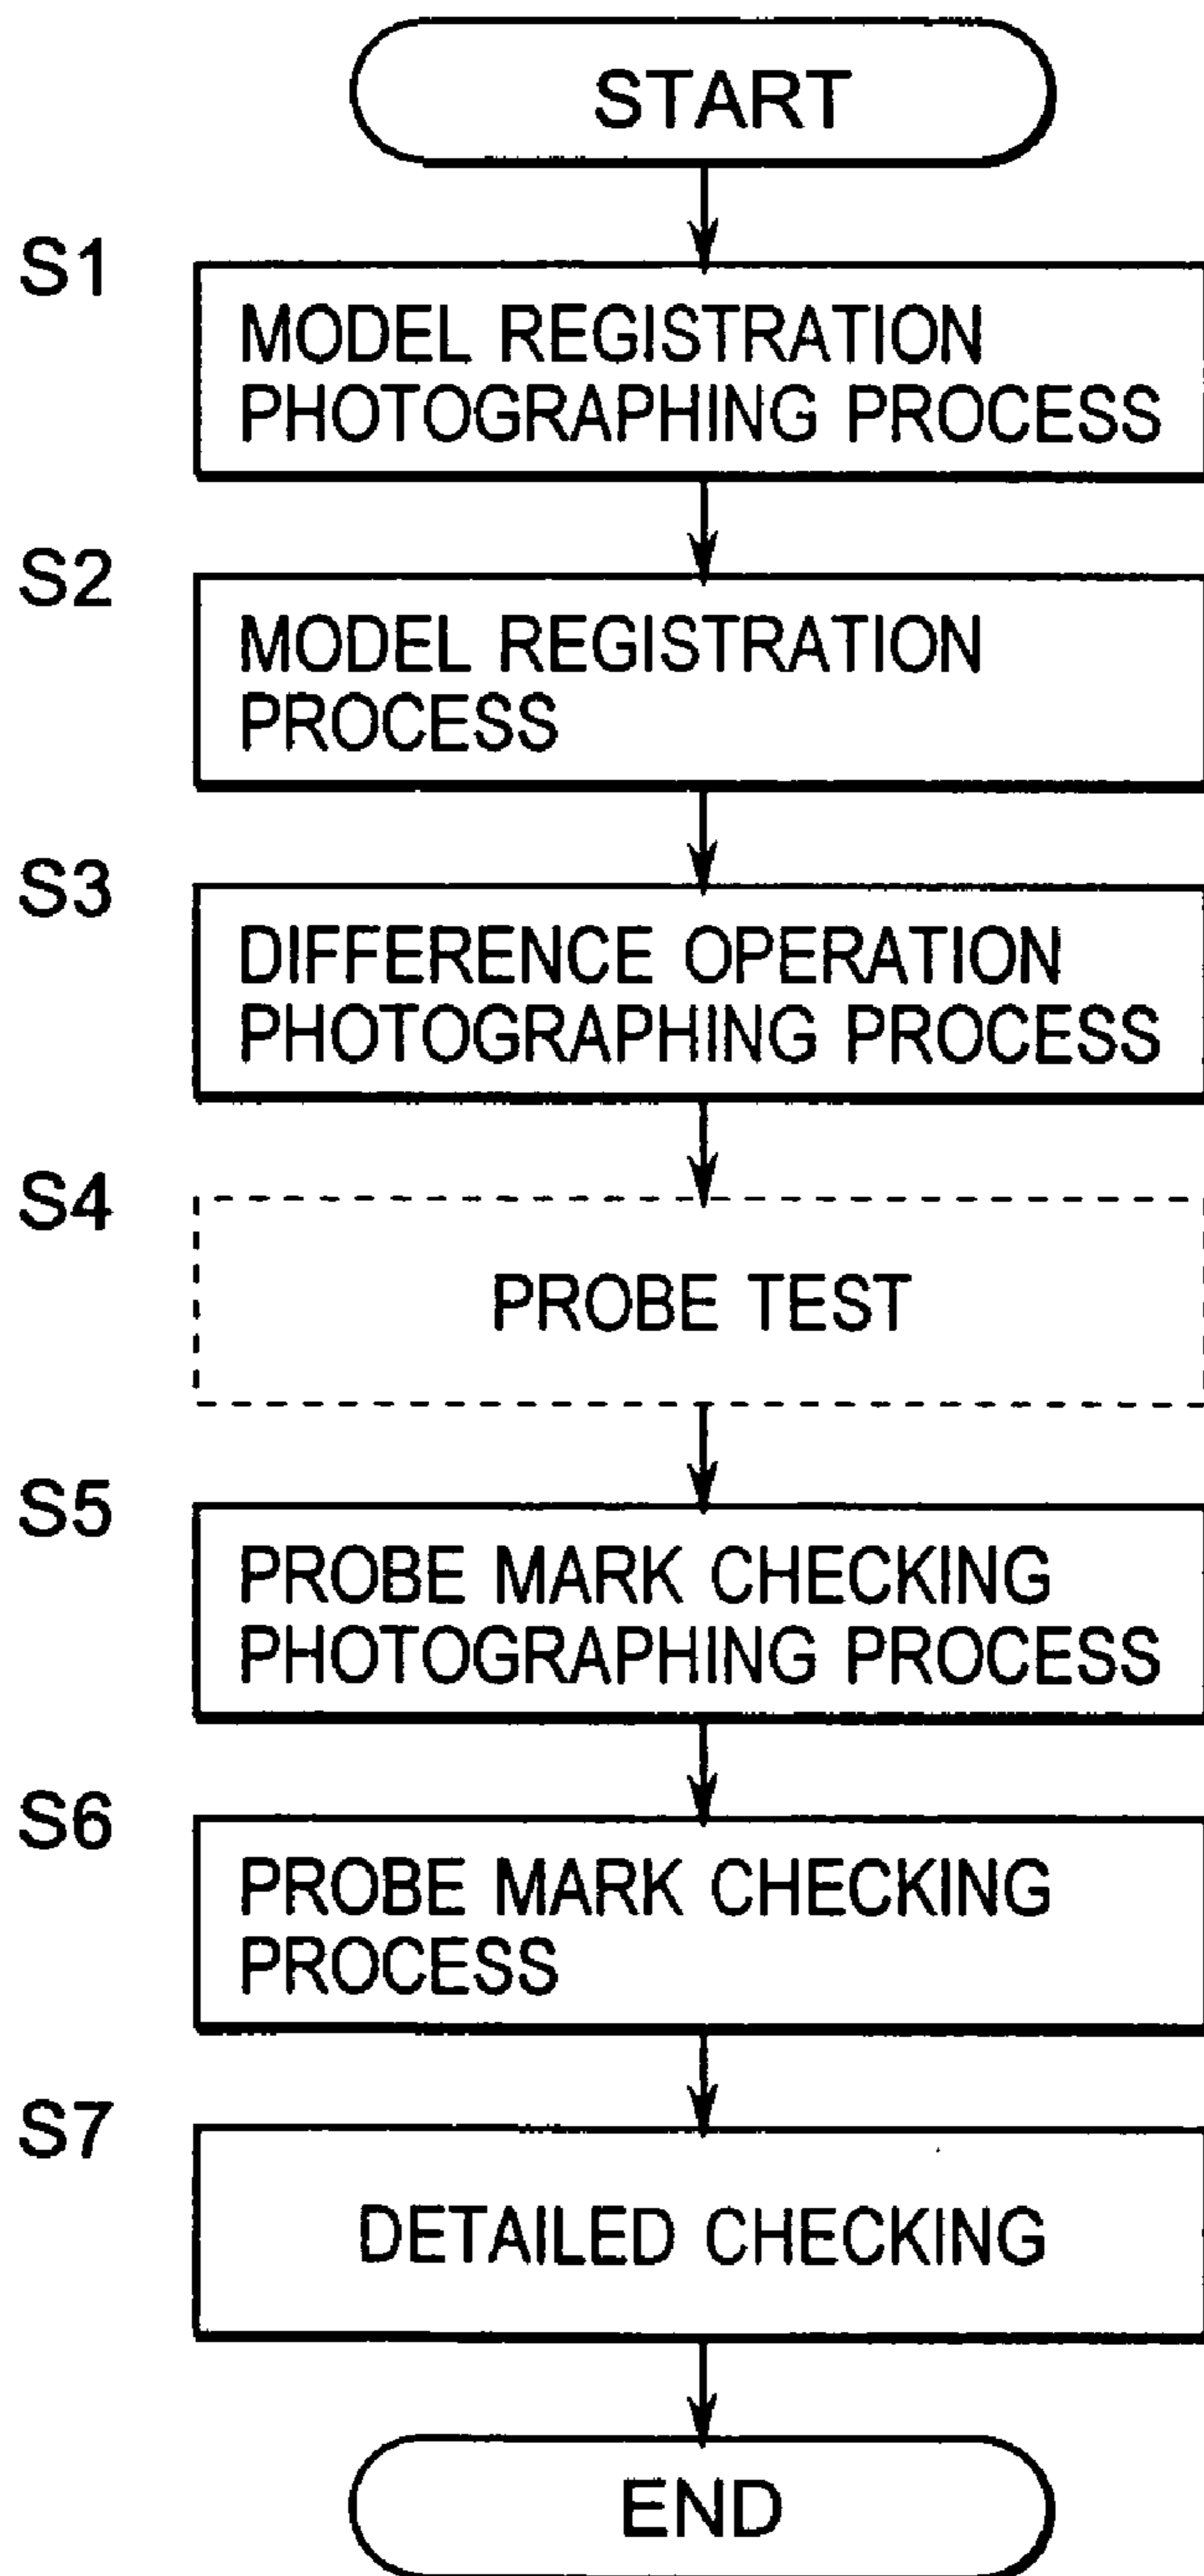 START
S1
MODEL REGISTRATION
PHOTOGRAPHING PROCESS
S2
MODEL REGISTRATION
PROCESS
S3
DIFFERENCE OPERATION
PHOTOGRAPHING PROCESS
S4
PROBE TEST
S5
PROBE MARK CHECKING
PHOTOGRAPHING PROCESS
S6
PROBE MARK CHECKING
PROCESS
S7
DETAILED CHECKING
END